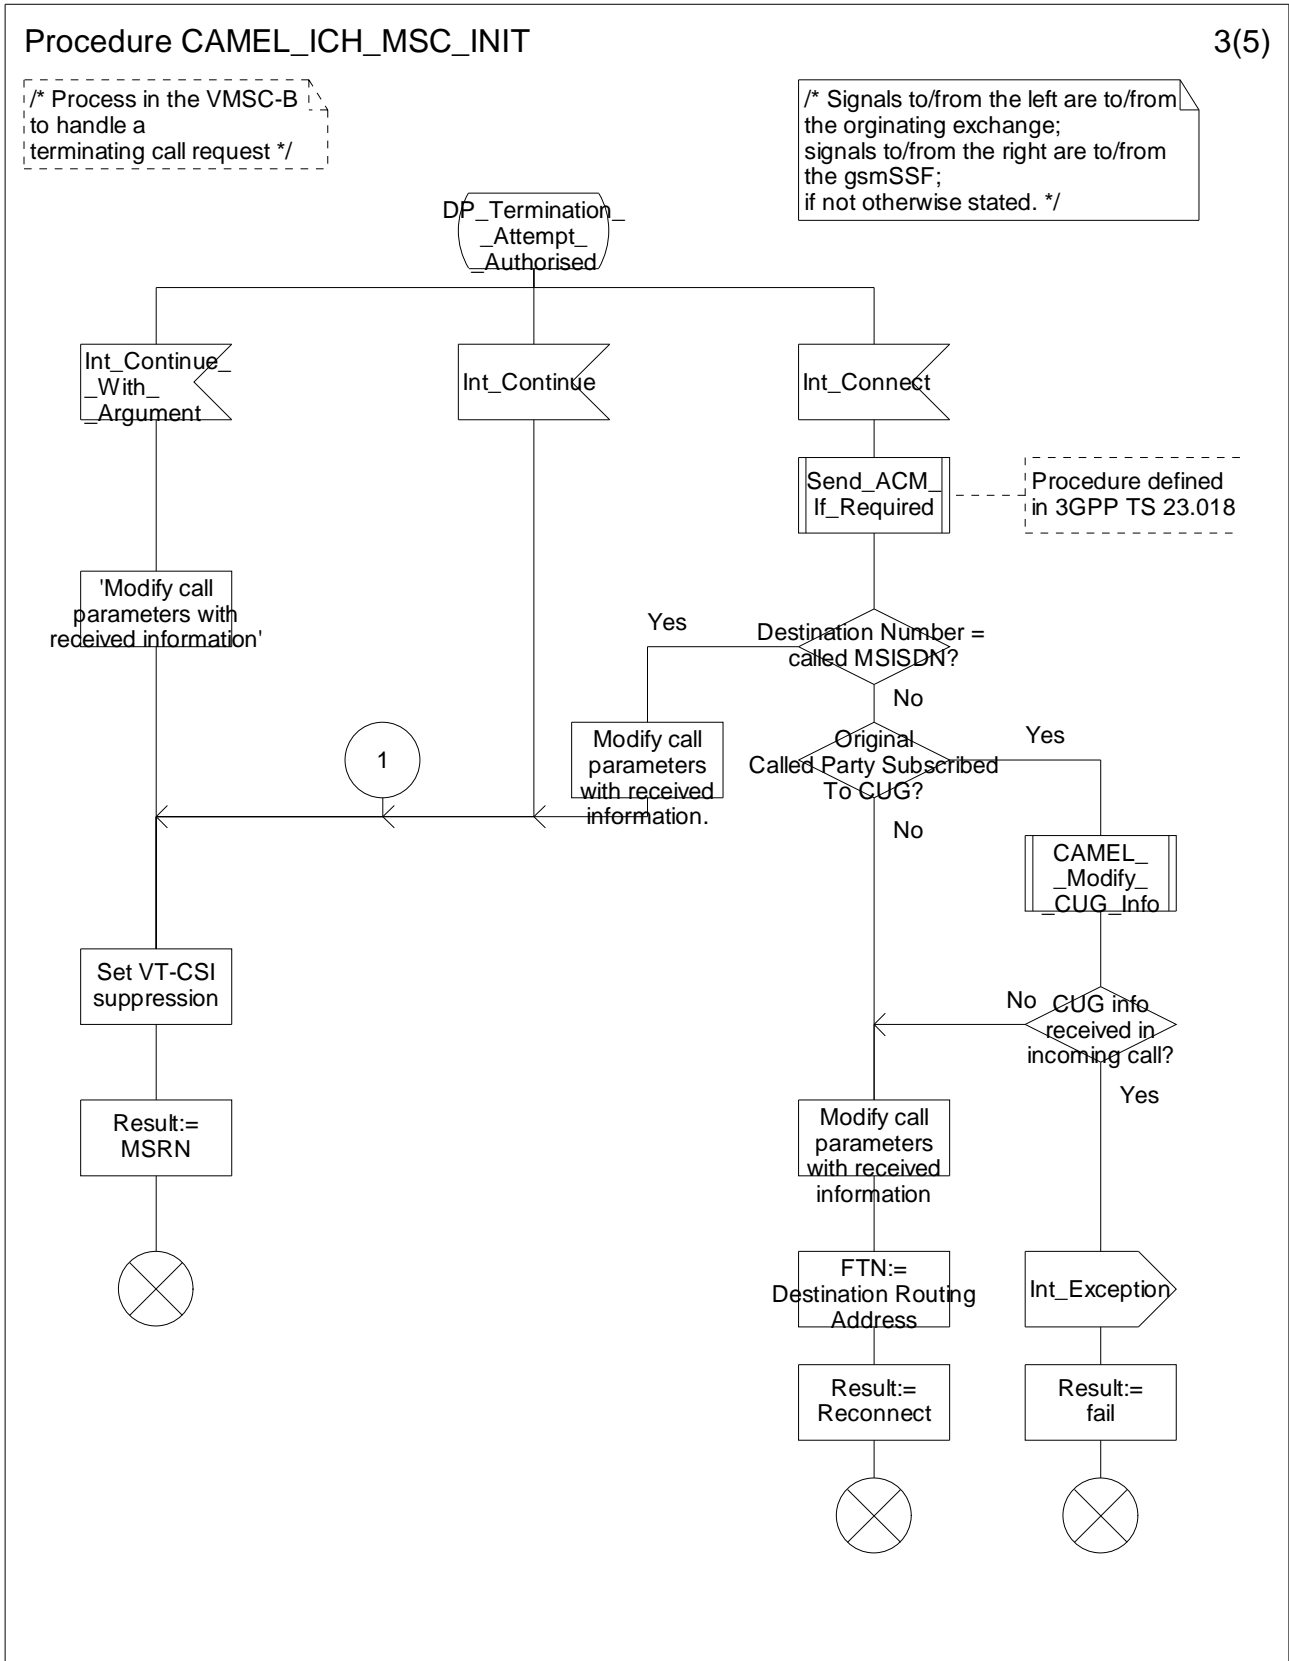 Procedure CAMEL_ICH_MSC_INIT
3(5)
/* Process in the VMSC-B
to handle a
terminating call request */
/* Signals to/from the left are to/from
the orginating exchange;
signals to/from the right are to/from
the gsmSSF;
if not otherwise stated. */
DP_Termination_
_Attempt_
_Authorised
Int_Continue_
_With_
_Argument
Int_Continue
Int_Connect
Send_ACM_
If_Required
Procedure defined
in 3GPP TS 23.018
'Modify call
parameters with
received information'
Yes
Destination Number =
called MSISDN?
No
1
Modify call
parameters
with received
information.
Original
Called Party Subscribed
To CUG?
Yes
No
CAMEL_
_Modify_
_CUG_Info
Set VT-CSI
suppression
No
CUG info
received in
incoming call?
Yes
Result:=
MSRN
Modify call
parameters
with received
information
FTN:=
Destination Routing
Address
Int_Exception
Result:=
Reconnect
Result:=
fail